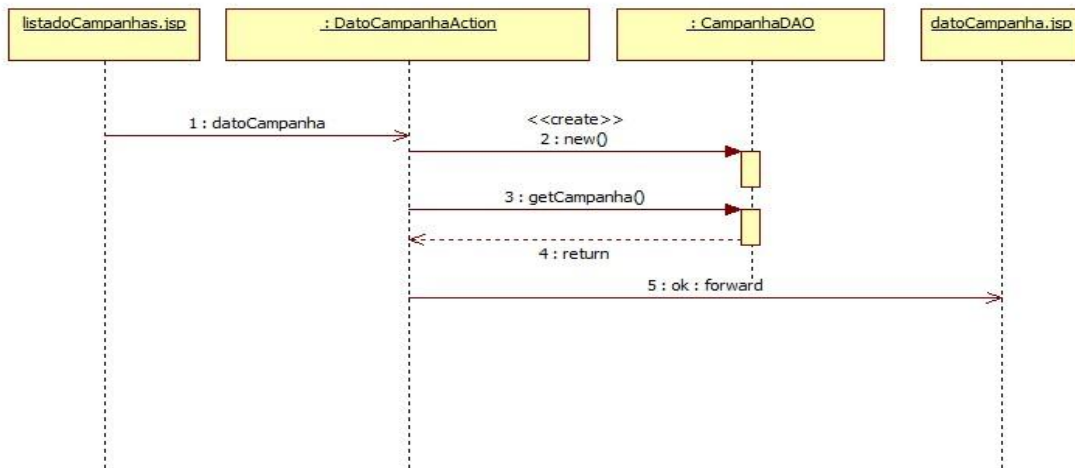 listadoCampanhas.jsp
: DatoCampanhaAction
: CampanhaDAO
datoCampanha.jsp
1 : datoCampanha
<<create>>
2 : new()
3 : getCampanha()
4 : return
5 : ok : forward